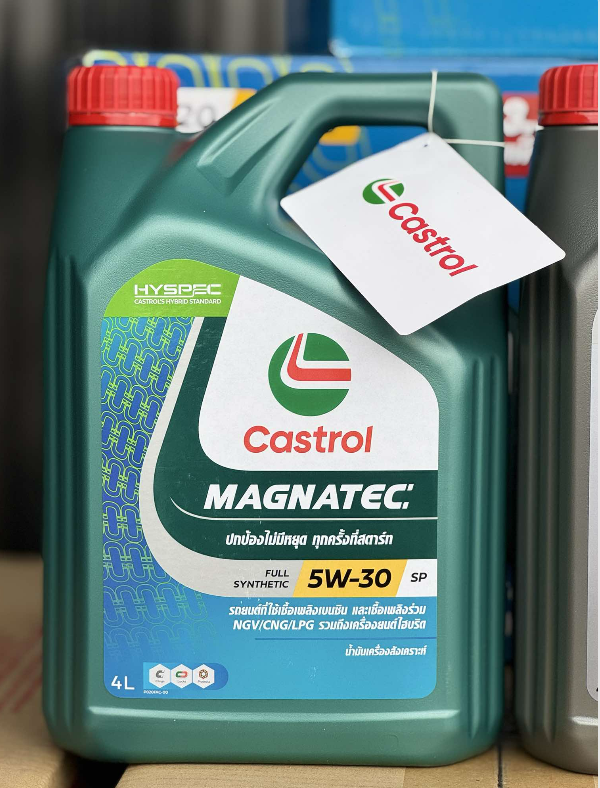 HYSPEC
CASTROL'S HYBRID STANDARD
Castrol
Castrol
MAGNATEC
ปกป้องไม่มีหยุด ทุกครั้งที่สตาร์ท
FULL SYNTHETIC
5W-30
SP
รถยนต์ที่ใช้เชื้อเพลิงเบนซิน และเชื้อเพลิงร่วม
NGV/CNG/LPG รวมถึงเครื่องยนต์ไฮบริด
น้ำมันเครื่องสังเคราะห์
4L